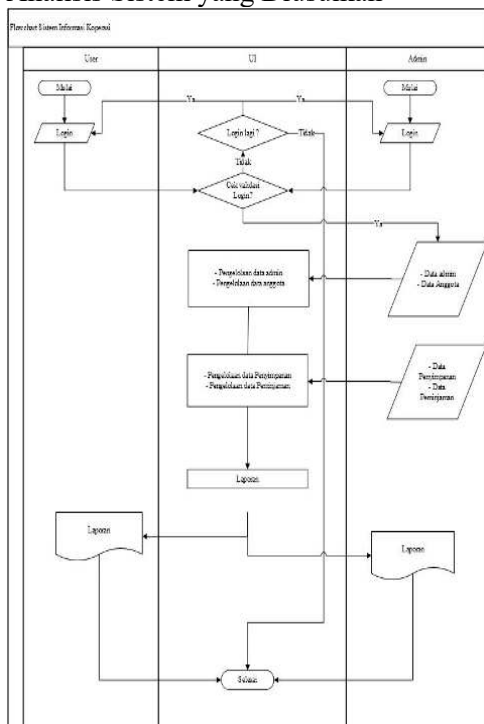 Analisis Sistem yang Diusulkan
Flowchart Sistem Informasi Koperasi
User
UI
Admin
Mulai
Mulai
Ya
Ya
Login
Login lagi ?
Tidak
Login
Tidak
Cek validasi
Login?
Ya
- Pengelolaan data admin
- Pengelolaan data anggota
- Data admin
- Data Anggota
- Pengelolaan data Penyimpanan
- Pengelolaan data Peminjaman
- Data
Penyimpanan
- Data
Peminjaman
Laporan
Laporan
Laporan
Selesai